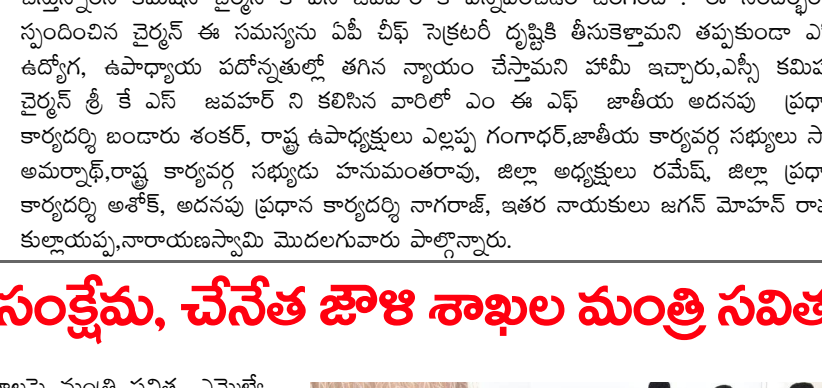 స్పందించిన చైర్మన్ ఈ సమస్యను ఏపీ చీఫ్ సెక్రటరీ దృష్టికి తీసుకెళ్తామని తప్పకుండా
ఉద్యోగ, ఉపాధ్యాయ పదోన్నతుల్లో తగిన న్యాయం చేస్తామని హామీ ఇచ్చారు,ఎస్సీ
చైర్మన్ శ్రీ కే ఎస్ జవహర్ ని కలిసిన వారిలో ఎం ఈ ఎఫ్ జాతీయ అదనపు
కార్యదర్శి బండారు శంకర్, రాష్ట్ర ఉపాధ్యక్షులు ఎల్లప్ప గంగాధర్,జాతీయ కార్యవర్గ సభ్యులు
అమర్నాథ్,రాష్ట్ర కార్యవర్గ సభ్యుడు హనుమంతరావు, జిల్లా అధ్యక్షులు రమేష్, జిల్లా
కార్యదర్శి అశోక్, అదనపు ప్రధాన కార్యదర్శి నాగరాజ్, ఇతర నాయకులు జగన్ మోహన్
కుల్లాయప్ప,నారాయణస్వామి మొదలగువారు పాల్గొన్నారు.
సంక్షేమ, చేనేత జౌళి శాఖల మంత్రి సవిత
మంత్రి సవిత, ఎమ్మెల్యే